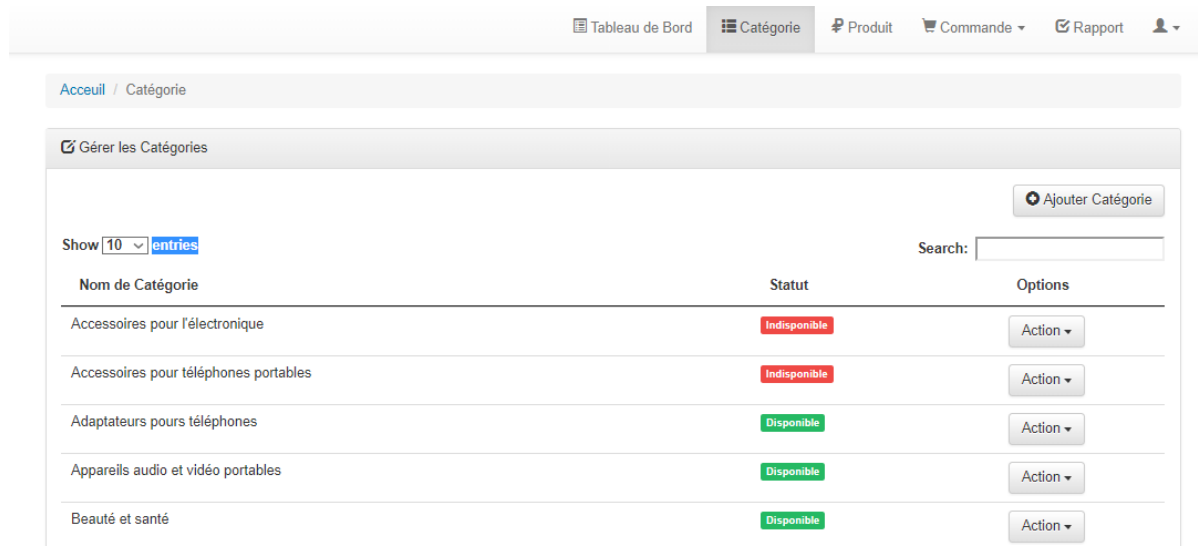 Tableau de Bord Catégorie Produit Commande Rapport
Acceuil / Catégorie
Gérer les Catégories
Ajouter Catégorie
Show 10 entries Search:
Nom de Catégorie Statut Options
Accessoires pour l'électronique Indisponible Action
Accessoires pour téléphones portables Indisponible Action
Adaptateurs pours téléphones Disponible Action
Appareils audio et vidéo portables Disponible Action
Beauté et santé Disponible Action